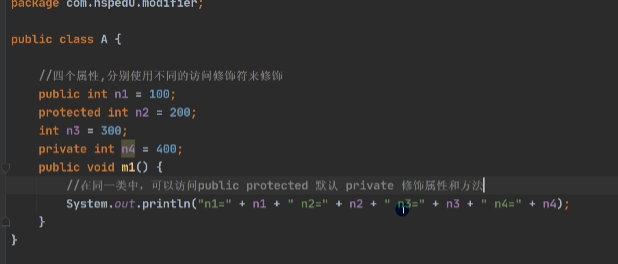 package com.hspedu.modifier;
public class A {
//四个属性,分别使用不同的访问修饰符来修饰
public int n1 = 100;
protected int n2 = 200;
int n3 = 300;
private int n4 = 400;
public void m1() {
//在同一类中，可以访问public protected 默认 private 修饰属性和方法
System.out.println("n1=" + n1 + " n2=" + n2 + " n3=" + n3 + " n4=" + n4);
}
}